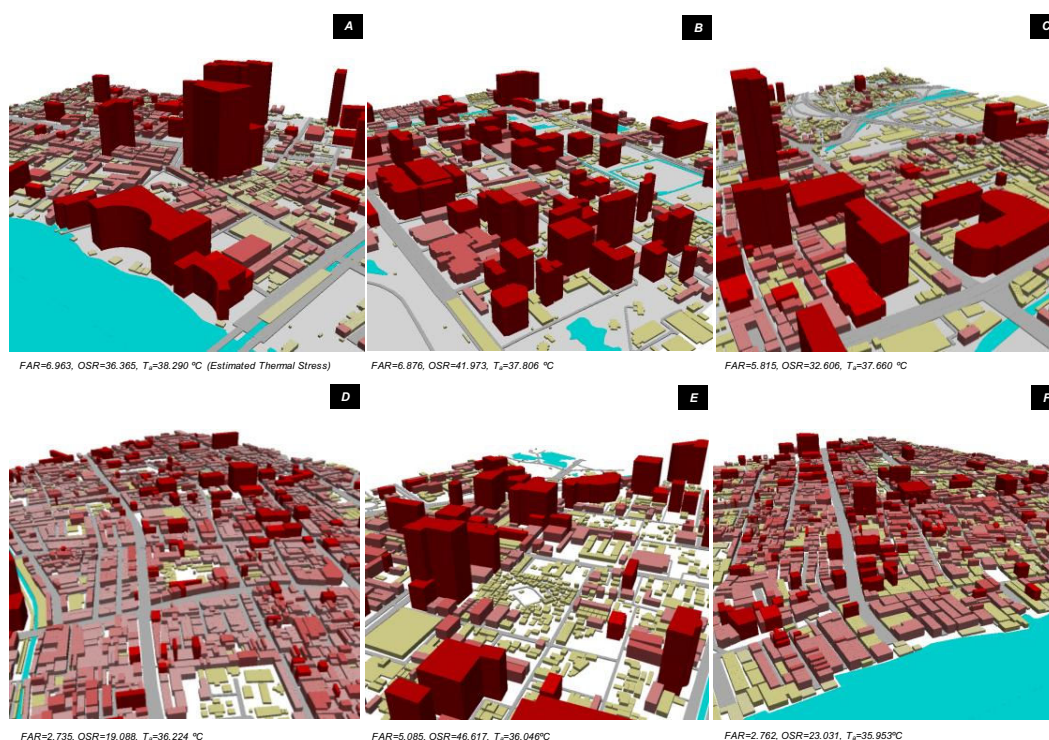 A
B
C
FAR=6.963, OSR=36.365, Ta=38.290 ºC (Estimated Thermal Stress)
FAR=6.876, OSR=41.973, Ta=37.806 ºC
FAR=5.815, OSR=32.606, Ta=37.660 ºC
D
E
F
FAR=2.735, OSR=19.088, Ta=36.224 ºC
FAR=5.085, OSR=46.617, Ta=36.046ºC
FAR=2.762, OSR=23.031, Ta=35.953ºC